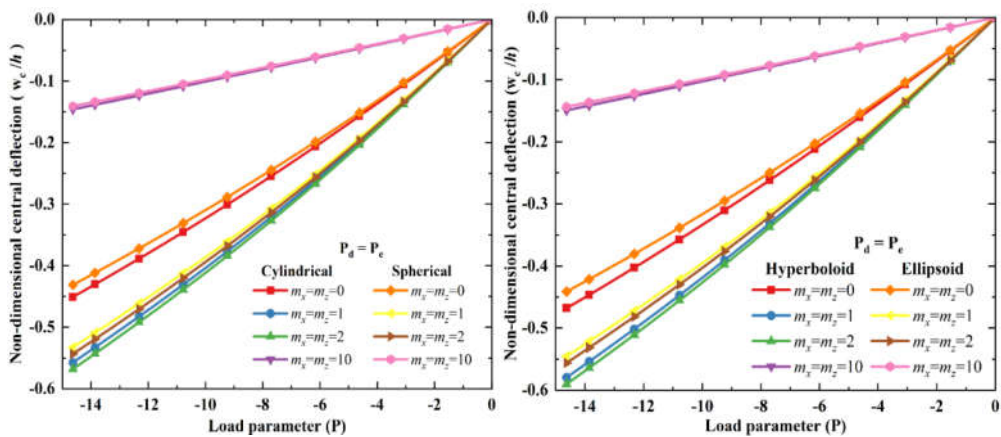 0.0
-0.1
-0.2
-0.3
-0.4
-0.5
-0.6
Non-dimensional central deflection ( w_c /h )
P_d = P_e
Cylindrical Spherical
m_x=m_z=0 m_x=m_z=0
m_x=m_z=1 m_x=m_z=1
m_x=m_z=2 m_x=m_z=2
m_x=m_z=10 m_x=m_z=10
-14 -12 -10 -8 -6 -4 -2 0
Load parameter (P)
0.0
-0.1
-0.2
-0.3
-0.4
-0.5
-0.6
Non-dimensional central deflection (w_c/h)
P_d = P_e
Hyperboloid Ellipsoid
m_x=m_z=0 m_x=m_z=0
m_x=m_z=1 m_x=m_z=1
m_x=m_z=2 m_x=m_z=2
m_x=m_z=10 m_x=m_z=10
-14 -12 -10 -8 -6 -4 -2 0
Load parameter (P)